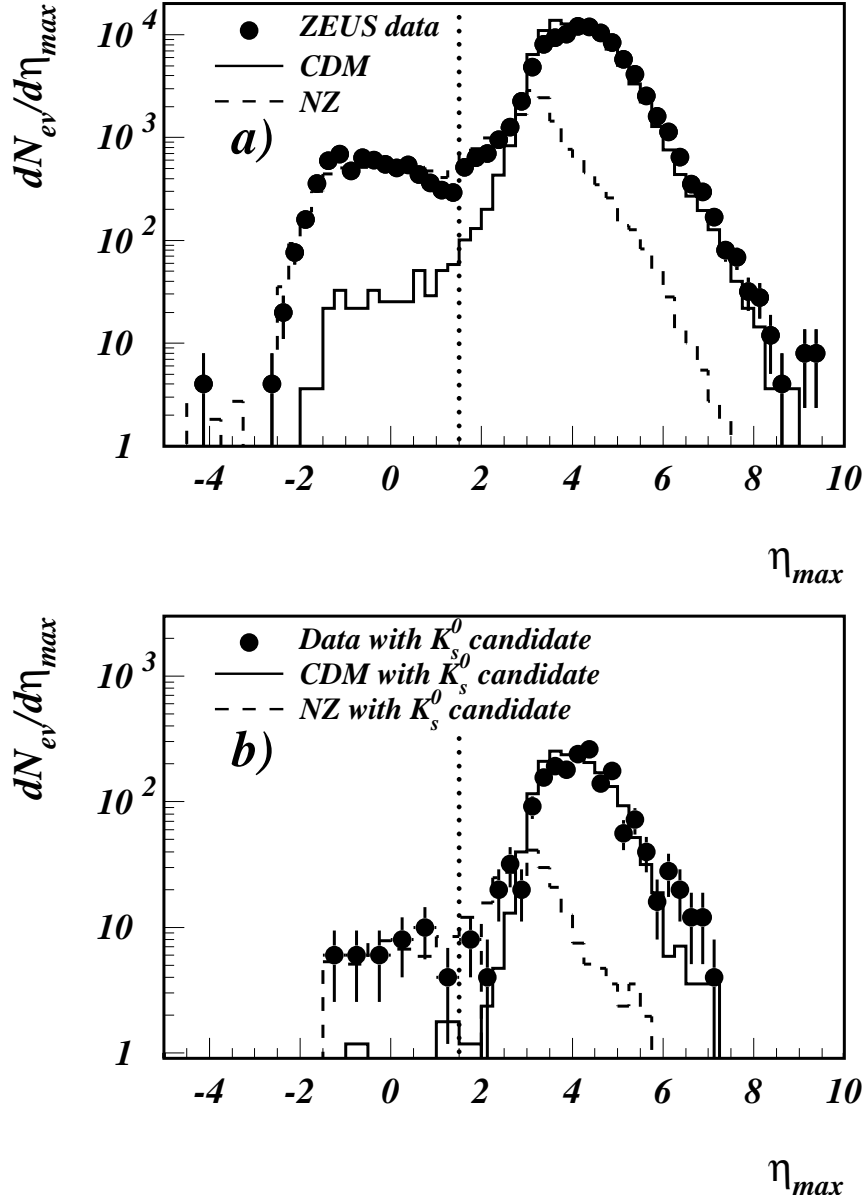 dN_ev/dη_max
10^4
10^3
10^2
10
1
ZEUS data
CDM
NZ
a)
-4 -2 0 2 4 6 8 10
η_max
dN_ev/dη_max
10^3
10^2
10
1
Data with K_s^0 candidate
CDM with K_s^0 candidate
NZ with K_s^0 candidate
b)
-4 -2 0 2 4 6 8 10
η_max